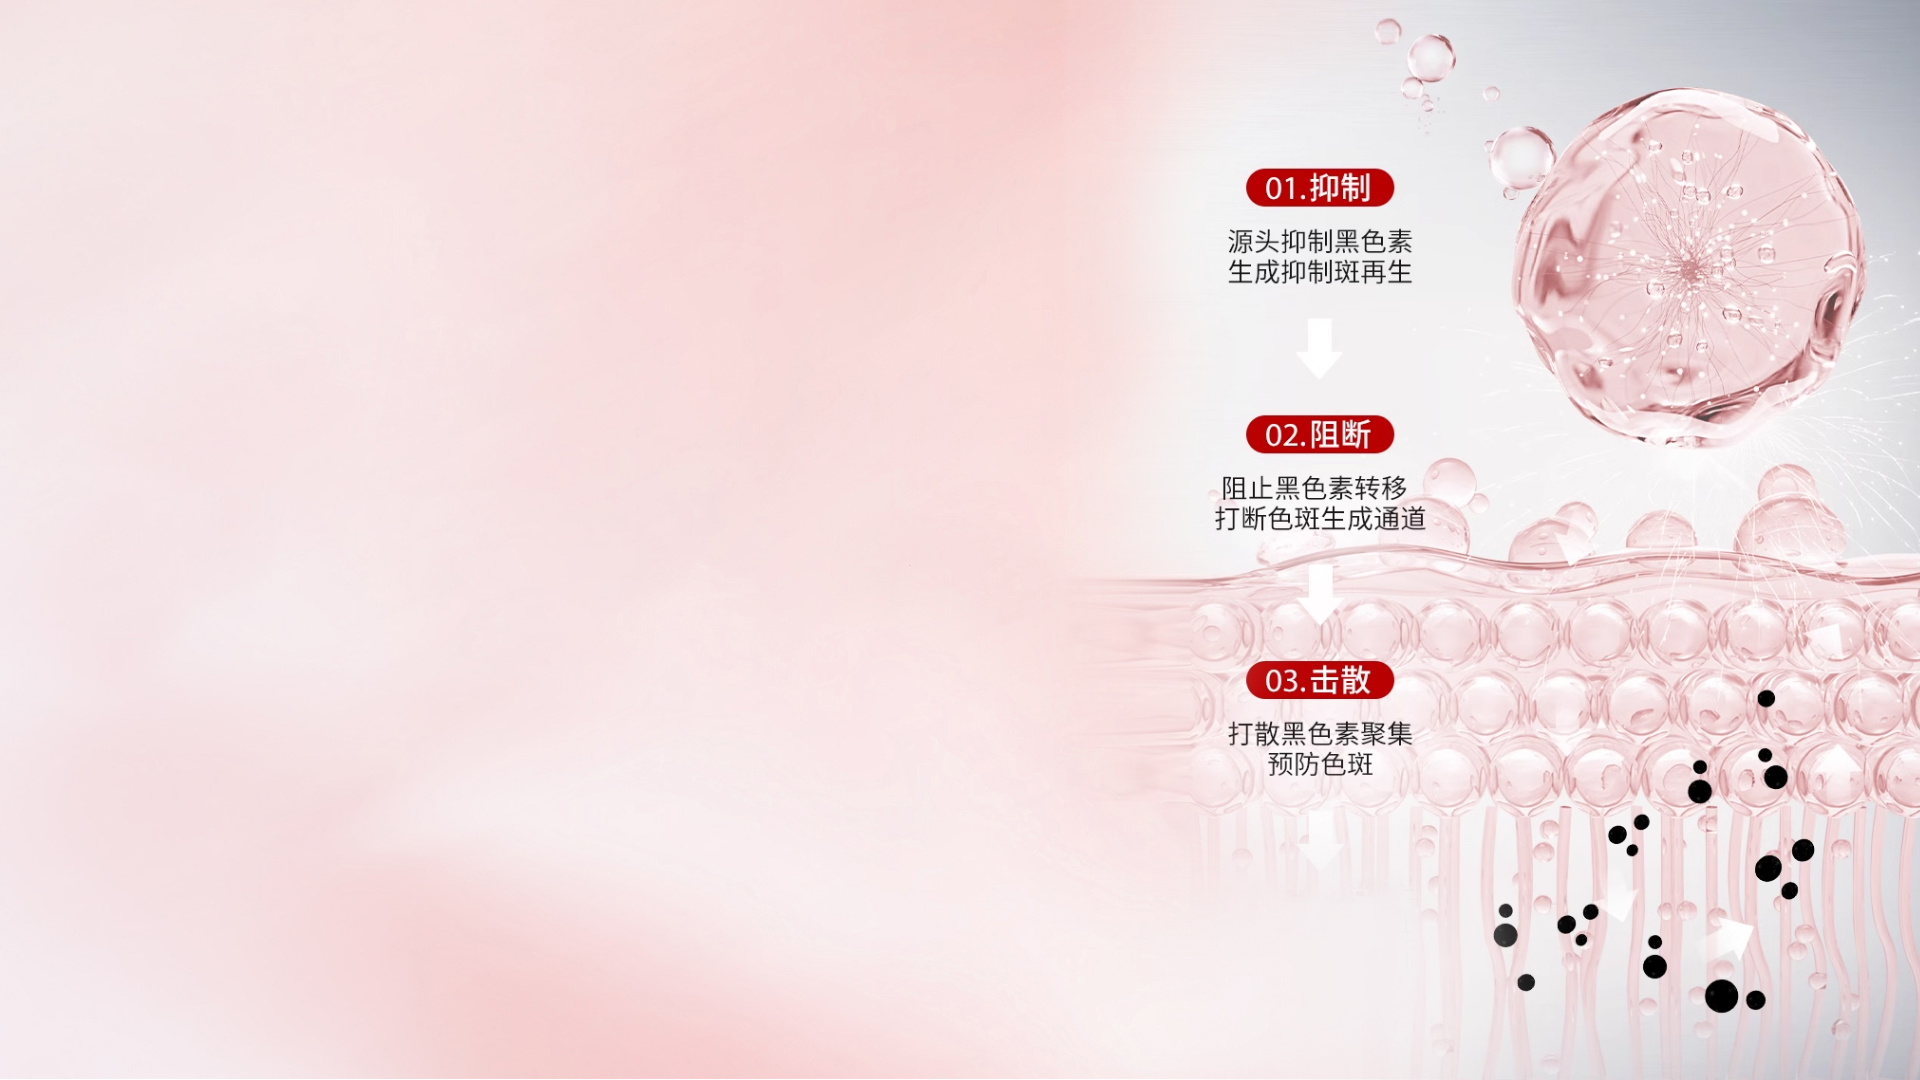 01.抑制
源头抑制黑色素
生成抑制斑再生
02.阻断
阻止黑色素转移
打断色斑生成通道
03.击散
打散黑色素聚集
预防色斑